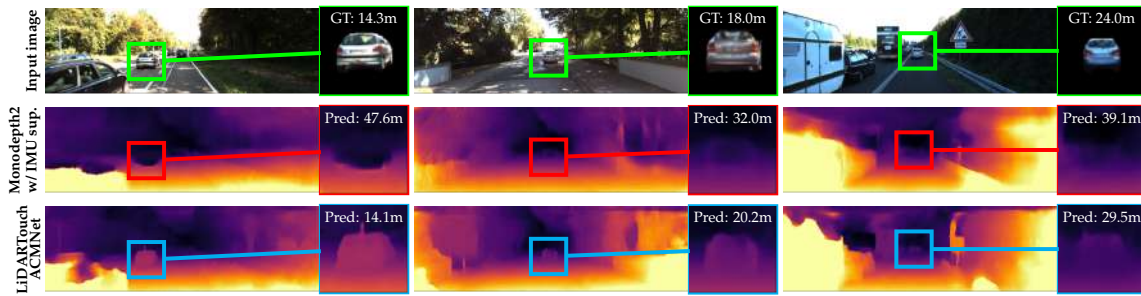 Input image
GT: 14.3m
GT: 18.0m
GT: 24.0m
Monodepth2
w/ IMU sup.
Pred: 47.6m
Pred: 32.0m
Pred: 39.1m
LiDARTouch
ACMNet
Pred: 14.1m
Pred: 20.2m
Pred: 29.5m